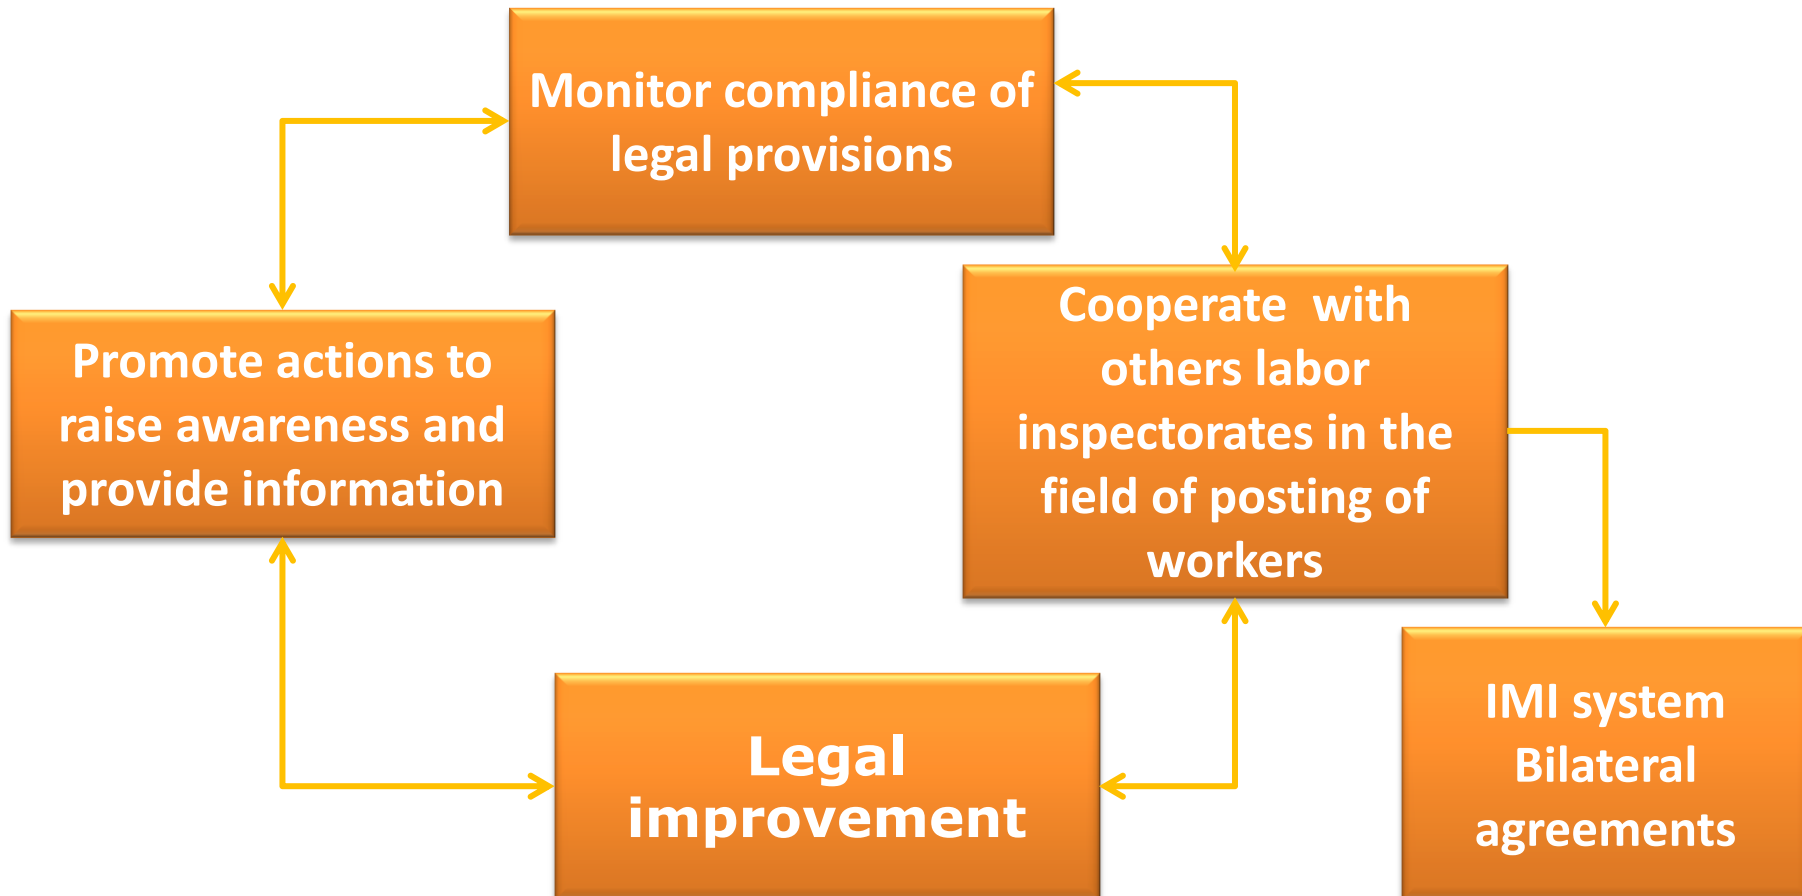 Monitor compliance of
legal provisions
Promote actions to
raise awareness and
provide information
Cooperate  with
others labor
inspectorates in the
field of posting of
workers
Legal
improvement
IMI system
Bilateral
agreements